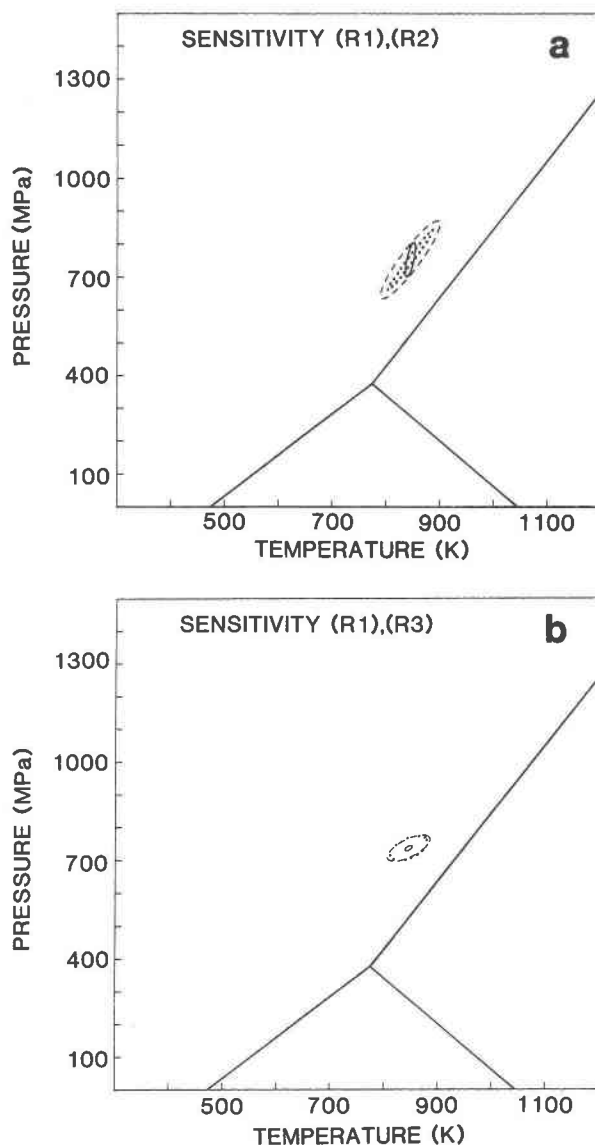 SENSITIVITY (R1),(R2)
a
1300
1000
700
400
100
PRESSURE (MPa)
500 700 900 1100
TEMPERATURE (K)
SENSITIVITY (R1),(R3)
b
1300
1000
700
400
100
PRESSURE (MPa)
500 700 900 1100
TEMPERATURE (K)